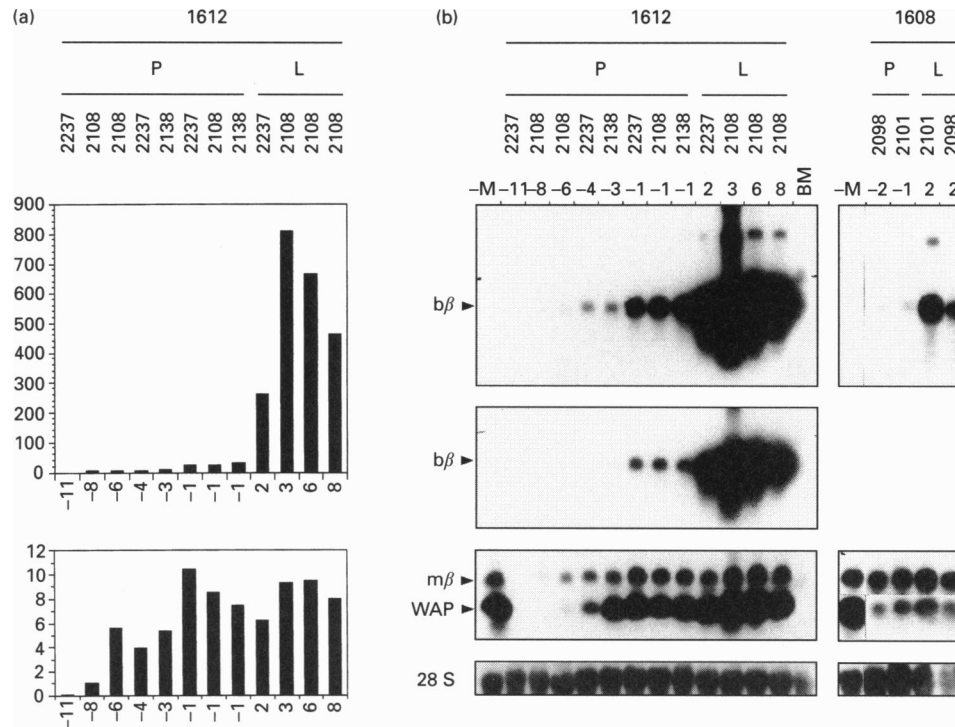 (a) 1612
P L
2237 2108 2108 2237 2138 2237 2108 2138 2237 2108 2108 2108
900
800
700
600
500
400
300
200
100
0
−11 −8 −6 −4 −3 −1 −1 −1 2 3 6 8
12
10
8
6
4
2
0
−11 −8 −6 −4 −3 −1 −1 −1 2 3 6 8
(b) 1612 1608
P L P L
2237 2108 2108 2237 2138 2237 2108 2138 2237 2108 2108 2108 2098 2101 2101 2098
−M −11 −8 −6 −4 −3 −1 −1 −1 2 3 6 8 BM −M −2 −1 2 2
bβ
bβ
mβ
WAP
28 S